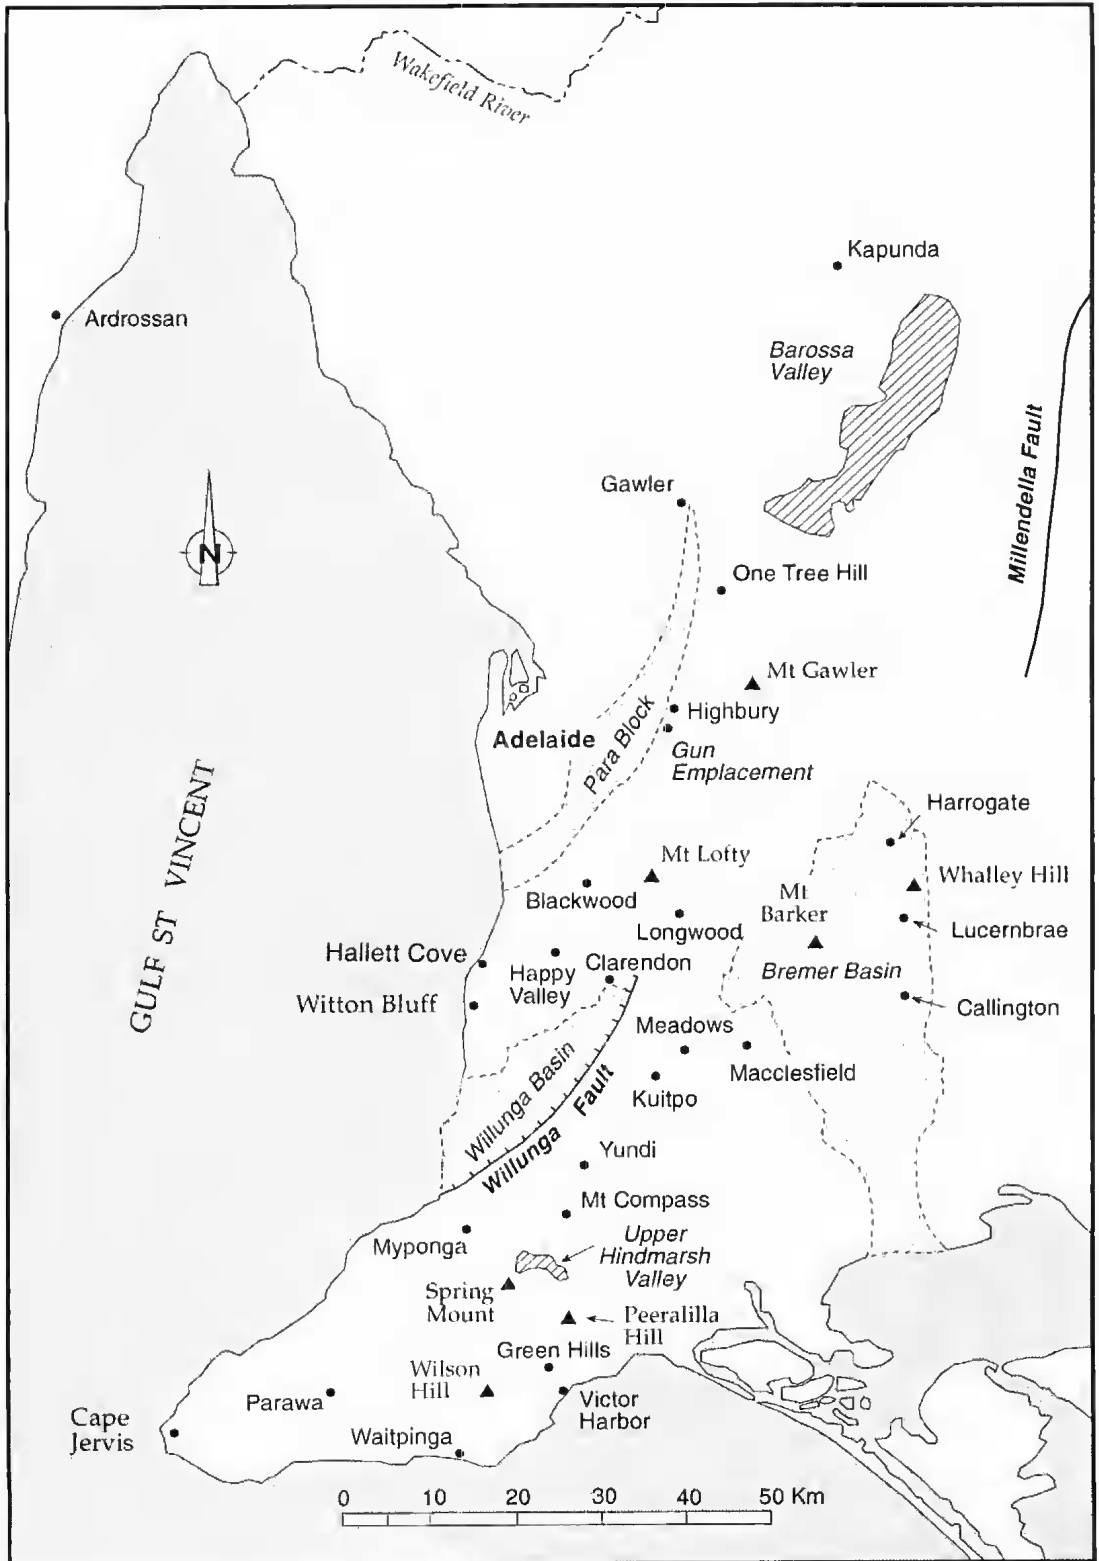 Wakefield River
Kapunda
Ardrossan
Barossa
Valley
Millendella Fault
Gawler
N
One Tree Hill
Mt Gawler
Highbury
Para Block
Adelaide
Gun
Emplacement
GULF ST VINCENT
Harrogate
Mt Lofty
Whalley Hill
Blackwood
Mt
Barker
Longwood
Lucernbrae
Hallett Cove
Happy
Valley
Clarendon
Bremer Basin
Witton Bluff
Callington
Meadows
Macclesfield
Kuitpo
Willunga Basin
Willunga Fault
Yundi
Mt Compass
Myponga
Upper
Hindmarsh
Valley
Spring
Mount
Peeralilla
Hill
Green Hills
Wilson
Hill
Parawa
Victor
Harbor
Cape
Jervis
Waitpinga
0 10 20 30 40 50 Km